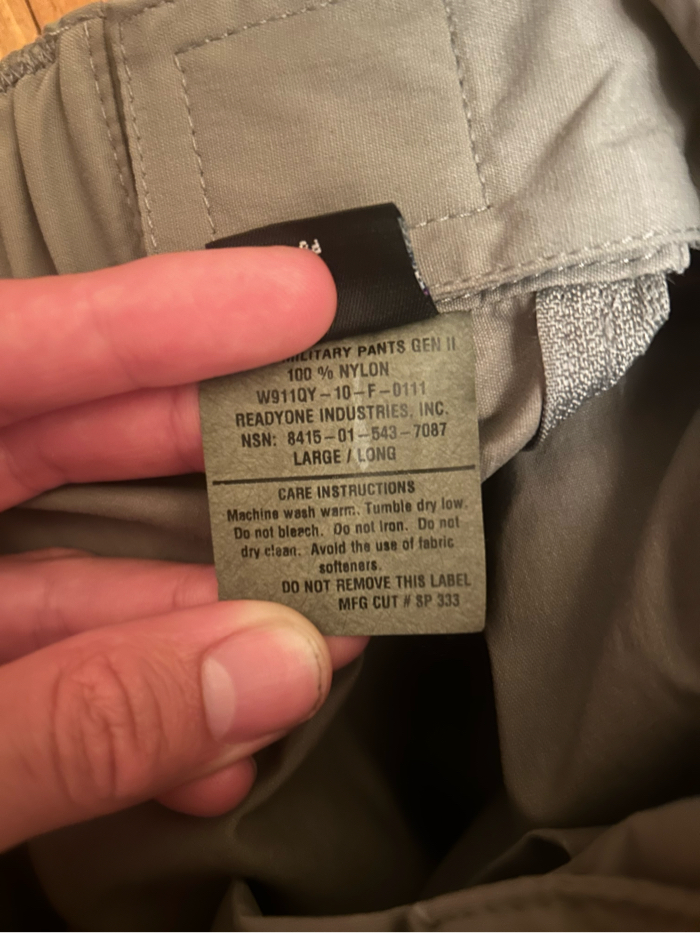 MILITARY PANTS GEN II
100 % NYLON
W911QY-10-F-0111
READYONE INDUSTRIES, INC.
NSN: 8415-01-543-7087
LARGE / LONG
CARE INSTRUCTIONS
Machine wash warm. Tumble dry low.
Do not bleach. Do not Iron. Do not
dry clean. Avoid the use of fabric
softeners.
DO NOT REMOVE THIS LABEL
MFG CUT # SP 333